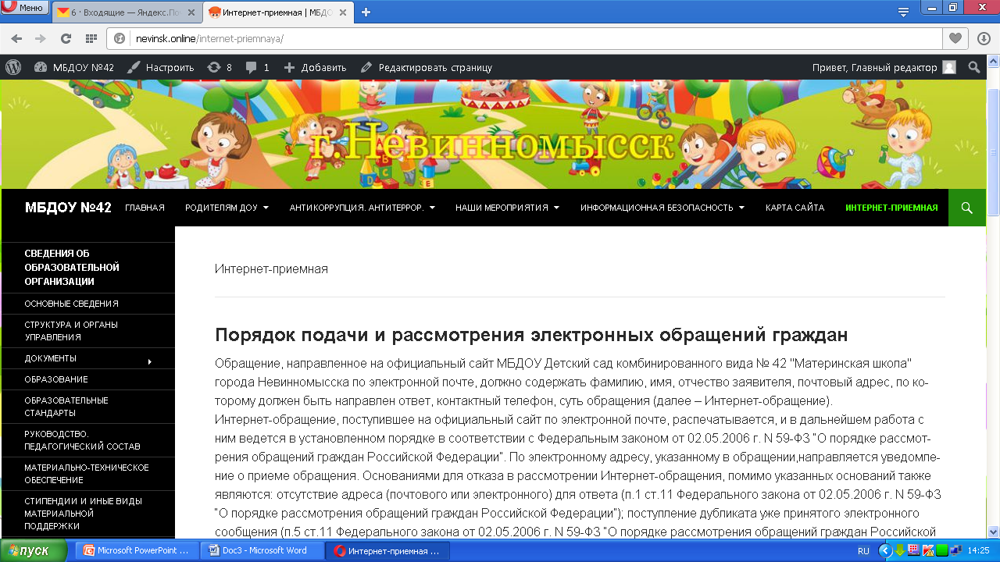 Меню
6 · Входящие — Яндекс.По
Интернет-приемная | МБДО
nevinsk.online/internet-priemnaya/
МБДОУ №42
Настроить
8
1
Добавить
Редактировать страницу
Привет, Главный редактор
г.Невинномысск
A
B
C
D
E
МБДОУ №42
ГЛАВНАЯ
РОДИТЕЛЯМ ДОУ
АНТИКОРРУПЦИЯ. АНТИТЕРРОР.
НАШИ МЕРОПРИЯТИЯ
ИНФОРМАЦИОННАЯ БЕЗОПАСНОСТЬ
КАРТА САЙТА
ИНТЕРНЕТ-ПРИЕМНАЯ
СВЕДЕНИЯ ОБ
ОБРАЗОВАТЕЛЬНОЙ
ОРГАНИЗАЦИИ
ОСНОВНЫЕ СВЕДЕНИЯ
СТРУКТУРА И ОРГАНЫ
УПРАВЛЕНИЯ
ДОКУМЕНТЫ
ОБРАЗОВАНИЕ
ОБРАЗОВАТЕЛЬНЫЕ
СТАНДАРТЫ
РУКОВОДСТВО.
ПЕДАГОГИЧЕСКИЙ СОСТАВ
МАТЕРИАЛЬНО-ТЕХНИЧЕСКОЕ
ОБЕСПЕЧЕНИЕ
СТИПЕНДИИ И ИНЫЕ ВИДЫ
МАТЕРИАЛЬНОЙ
ПОДДЕРЖКИ
Интернет-приемная
Порядок подачи и рассмотрения электронных обращений граждан
Обращение, направленное на официальный сайт МБДОУ Детский сад комбинированного вида № 42 "Материнская школа"
города Невинномысска по электронной почте, должно содержать фамилию, имя, отчество заявителя, почтовый адрес, по ко-
торому должен быть направлен ответ, контактный телефон, суть обращения (далее – Интернет-обращение).
Интернет-обращение, поступившее на официальный сайт по электронной почте, распечатывается, и в дальнейшем работа с
ним ведется в установленном порядке в соответствии с Федеральным законом от 02.05.2006 г. N 59-ФЗ "О порядке рассмот-
рения обращений граждан Российской Федерации". По электронному адресу, указанному в обращении,направляется уведомле-
ние о приеме обращения. Основаниями для отказа в рассмотрении Интернет-обращения, помимо указанных оснований также
являются: отсутствие адреса (почтового или электронного) для ответа (п.1 ст.11 Федерального закона от 02.05.2006 г. N 59-ФЗ
"О порядке рассмотрения обращений граждан Российской Федерации"); поступление дубликата уже принятого электронного
сообщения (п.5 ст.11 Федерального закона от 02.05.2006 г. N 59-ФЗ "О порядке рассмотрения обращений граждан Российской
пуск
Microsoft PowerPoint ...
Doc3 - Microsoft Word
Интернет-приемная ...
RU
14:25